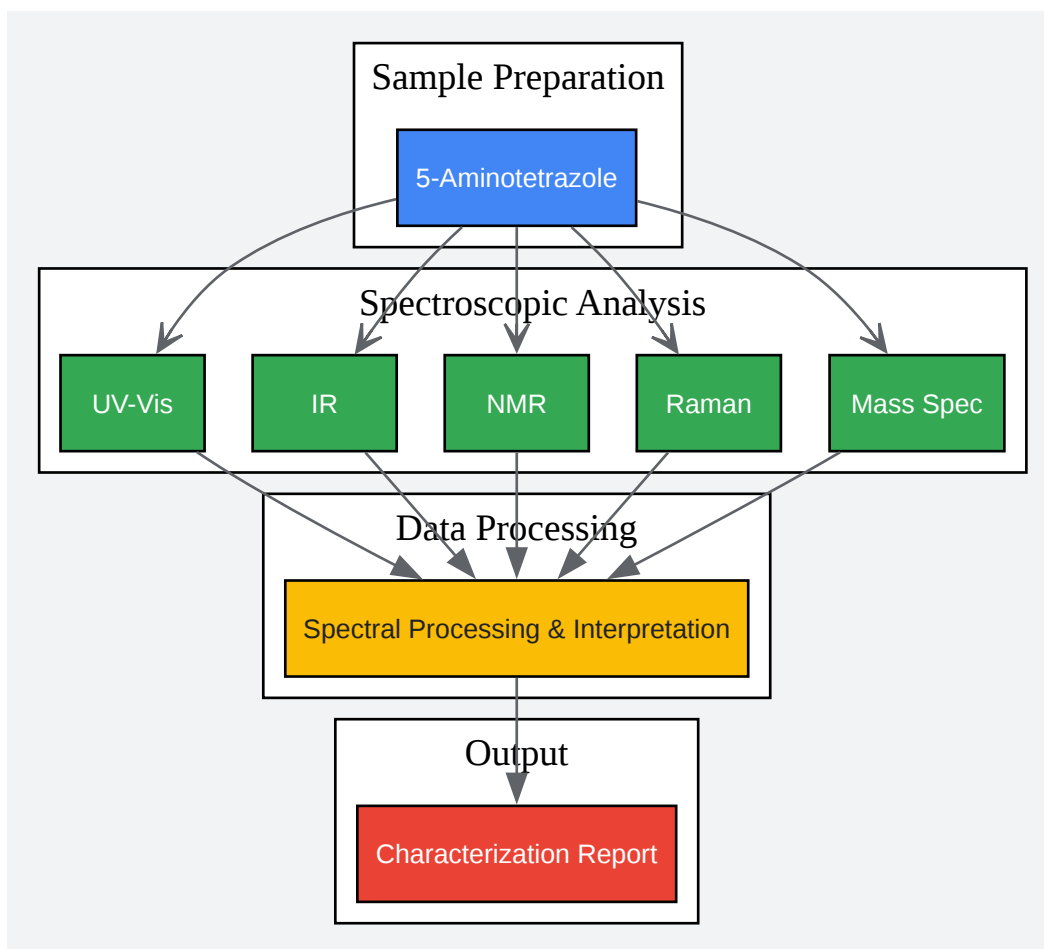 Sample Preparation
5-Aminotetrazole
Spectroscopic Analysis
UV-Vis
IR
NMR
Raman
Mass Spec
Data Processing
Spectral Processing & Interpretation
Output
Characterization Report